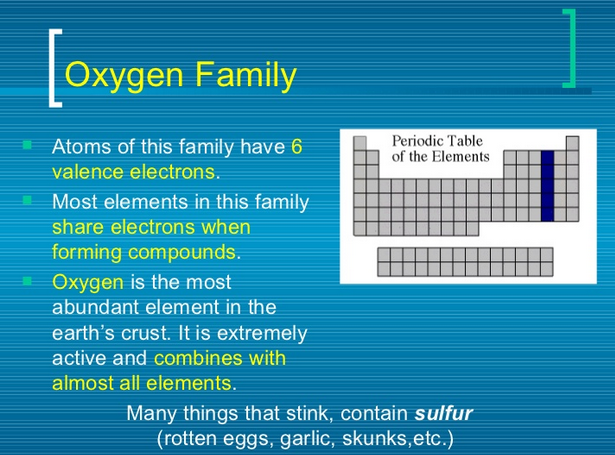 Oxygen Family
Atoms of this family have 6
valence electrons.
Most elements in this family
share electrons when
forming compounds.
Oxygen is the most
abundant element in the
earth's crust. It is extremely
active and combines with
almost all elements.
Periodic Table
of the Elements
Many things that stink, contain sulfur
(rotten eggs, garlic, skunks,etc.)